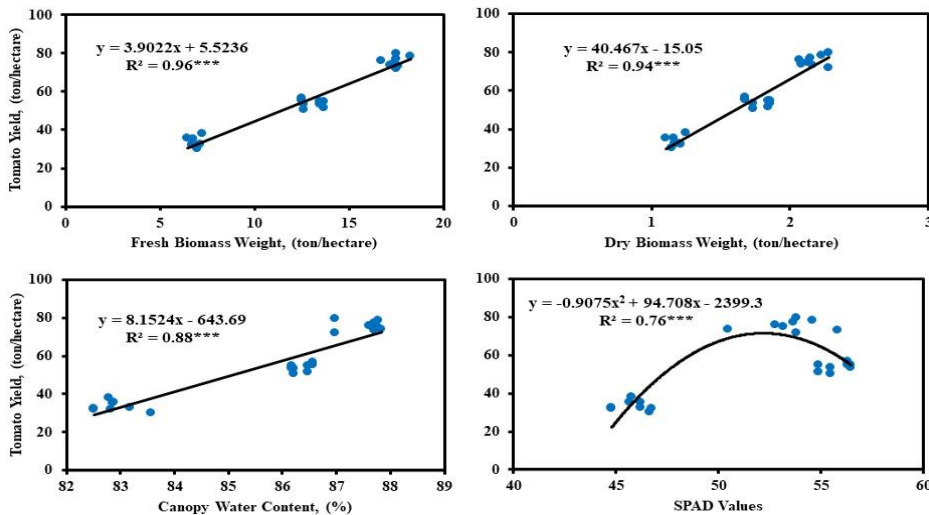 100
80
60
40
20
0
y = 3.9022x + 5.5236
R² = 0.96***
0 5 10 15 20
Fresh Biomass Weight, (ton/hectare)
Tomato Yield, (ton/hectare)
100
80
60
40
20
0
y = 40.467x - 15.05
R² = 0.94***
0 1 2 3
Dry Biomass Weight, (ton/hectare)
100
80
60
40
20
0
y = 8.1524x - 643.69
R² = 0.88***
82 83 84 85 86 87 88 89
Canopy Water Content, (%)
Tomato Yield, (ton/hectare)
100
80
60
40
20
0
y = -0.9075x² + 94.708x - 2399.3
R² = 0.76***
40 45 50 55 60
SPAD Values